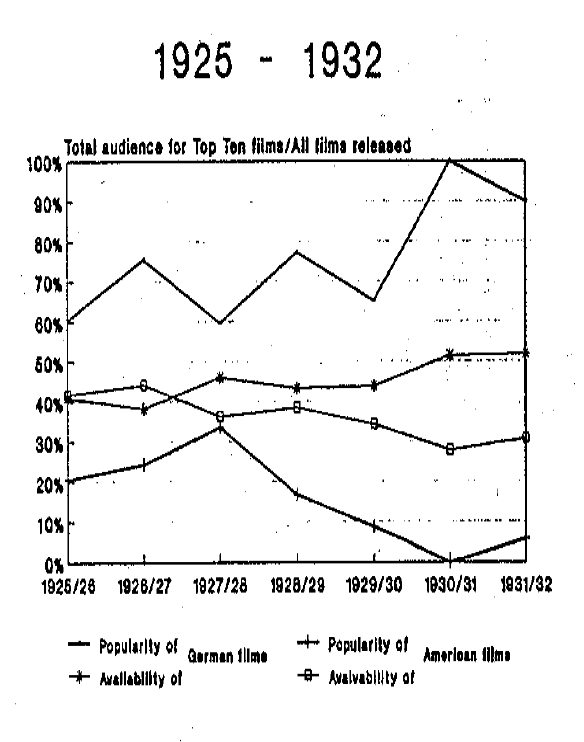 1925 - 1932
Total audience for Top Ten films/All films released
100%
90%
80%
70%
60%
50%
40%
30%
20%
10%
0%
1925/26 1926/27 1927/28 1928/29 1929/30 1930/31 1931/32
Popularity of German films Popularity of American films
Availability of Avaivability of